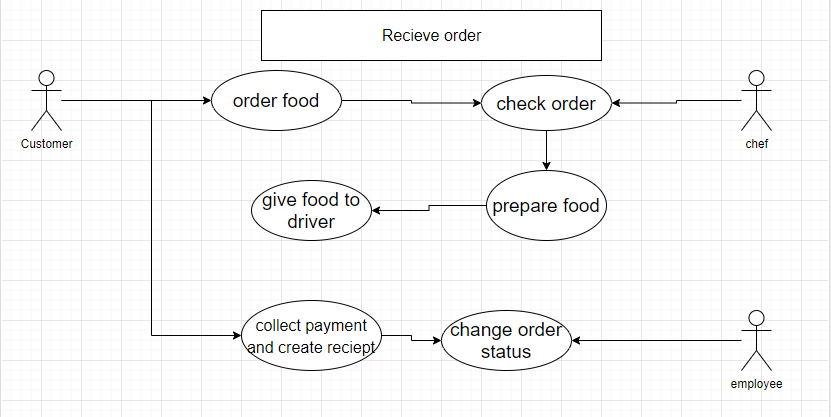 Recieve order
order food
check order
Customer
chef
give food to
driver
prepare food
collect payment
and create reciept
change order
status
employee